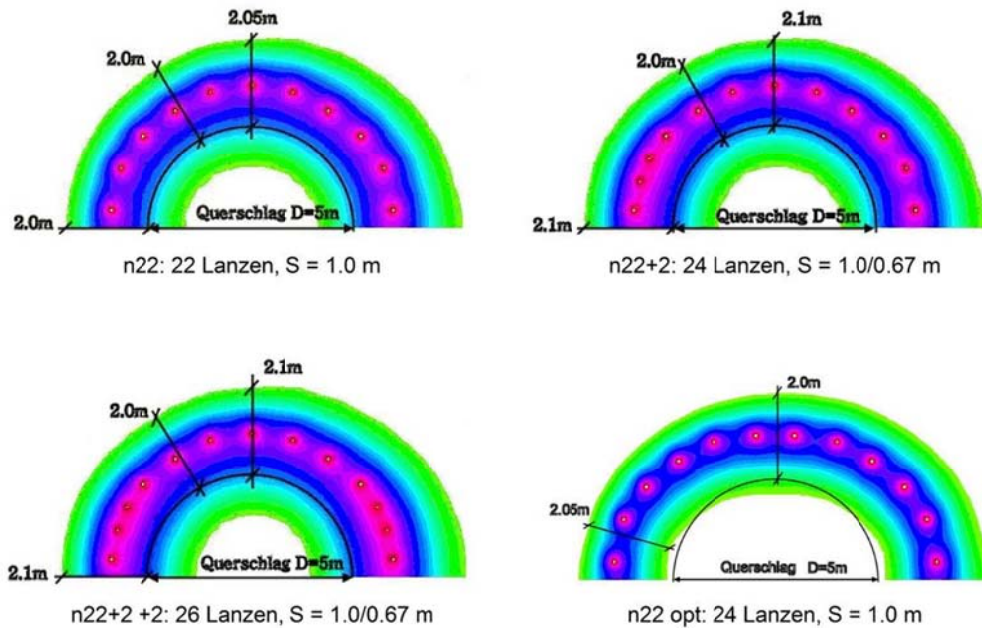 2.05m
2.0m
2.0m
Querschlag D=5m
n22: 22 Lanzen, S = 1.0 m
2.1m
2.0m
2.1m
Querschlag D=5m
n22+2: 24 Lanzen, S = 1.0/0.67 m
2.1m
2.0m
2.1m
Querschlag D=5m
n22+2 +2: 26 Lanzen, S = 1.0/0.67 m
2.0m
2.05m
Querschlag D=5m
n22 opt: 24 Lanzen, S = 1.0 m